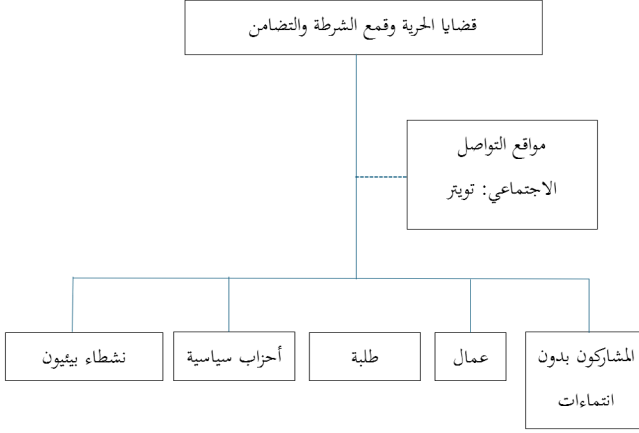 قضايا الحرية وقمع الشرطة والتضامن
مواقع التواصل
الاجتماعي: تويتر
المشاركون بدون
انتماءات
عمال
طلبة
أحزاب سياسية
نشطاء بيئيون